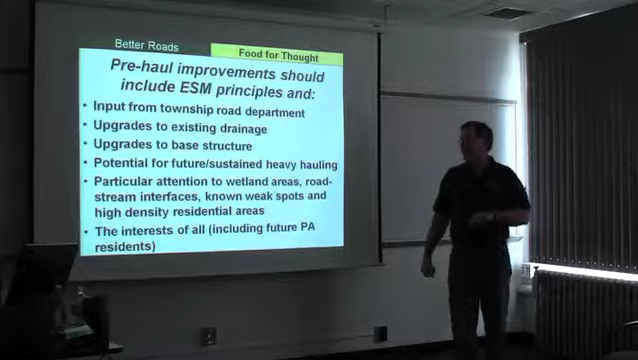 Better Roads
Food for Thought
Pre-haul improvements should
include ESM principles and:
• Input from township road department
• Upgrades to existing drainage
• Upgrades to base structure
• Potential for future/sustained heavy hauling
• Particular attention to wetland areas, road-
stream interfaces, known weak spots and
high density residential areas
• The interests of all (including future PA
residents)